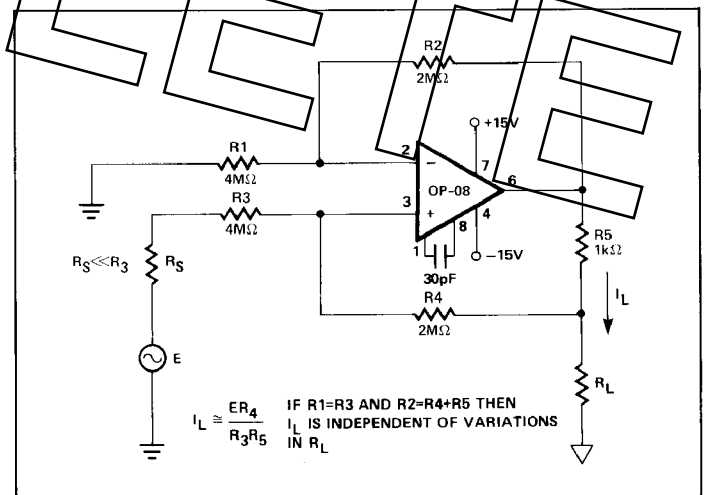 R2
2MΩ
+15V
R1
4MΩ
2
−
7
OP-08
6
R3
4MΩ
3
+
4
1
8
30pF
−15V
R5
1kΩ
RS<<R3
RS
IL
R4
2MΩ
E
RL
IL ≅ ER4 / R3R5
IF R1=R3 AND R2=R4+R5 THEN
IL IS INDEPENDENT OF VARIATIONS
IN RL